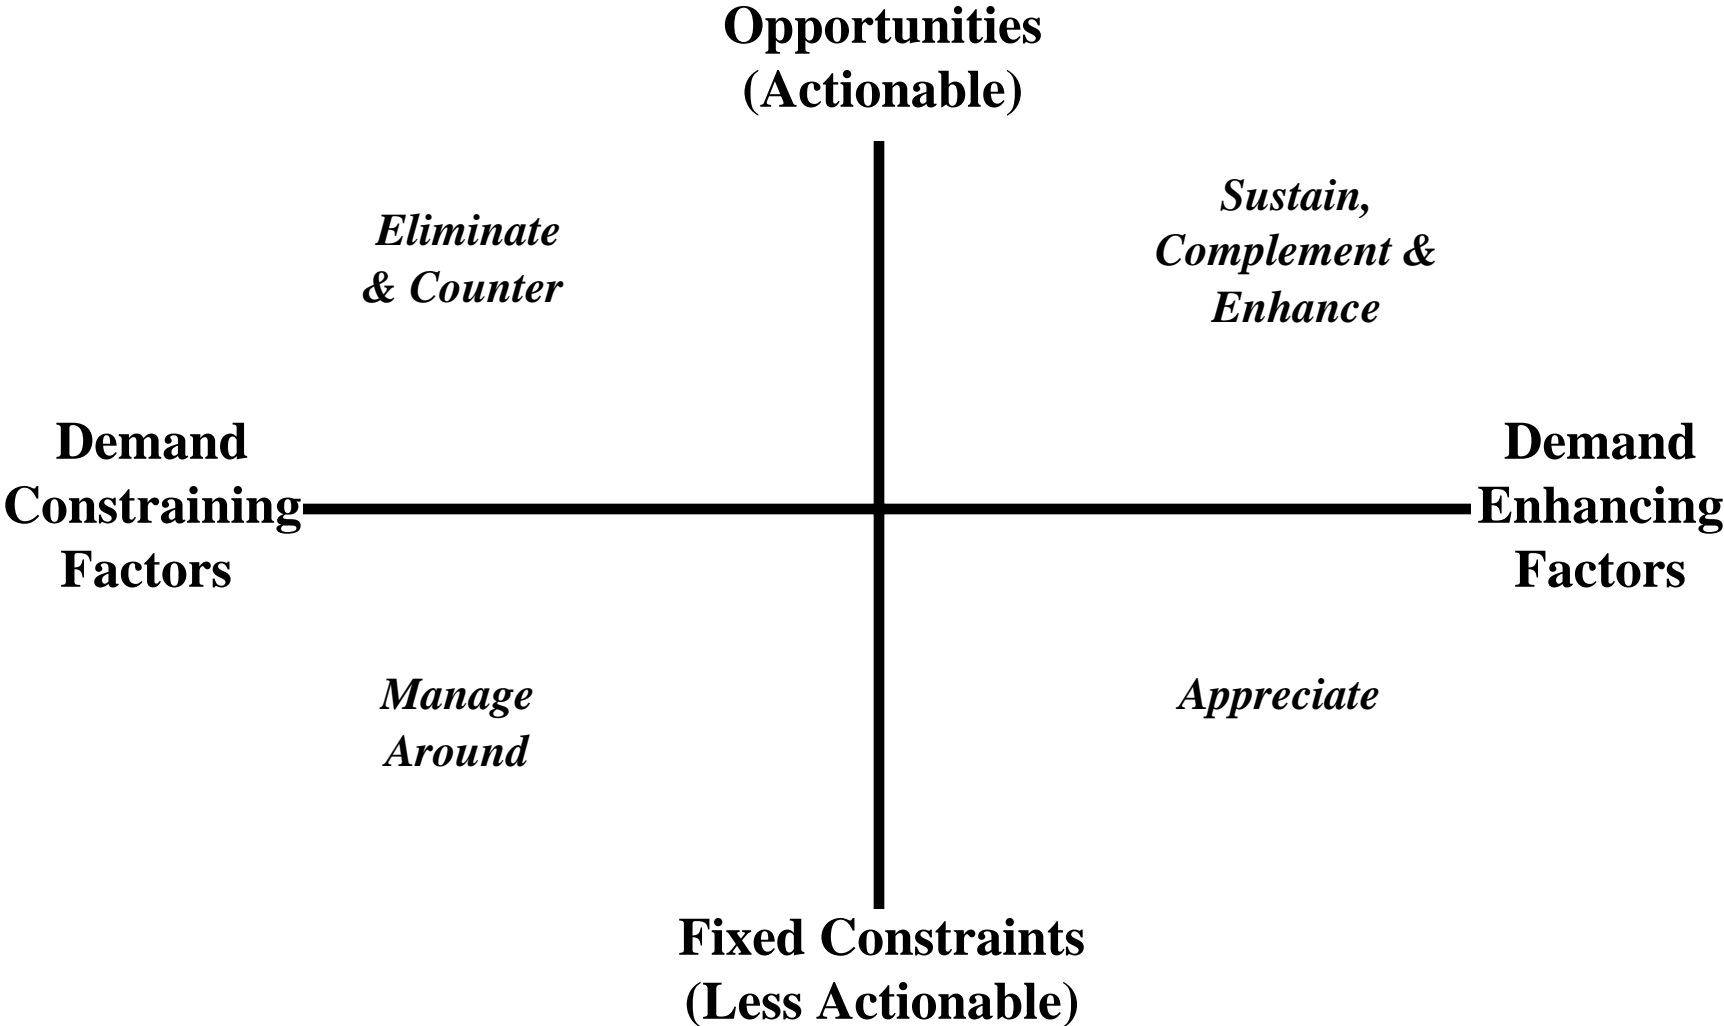 Opportunities
(Actionable)
Eliminate
& Counter
Sustain,
Complement &
Enhance
Demand
Constraining
Factors
Demand
Enhancing
Factors
Manage
Around
Appreciate
Fixed Constraints
(Less Actionable)